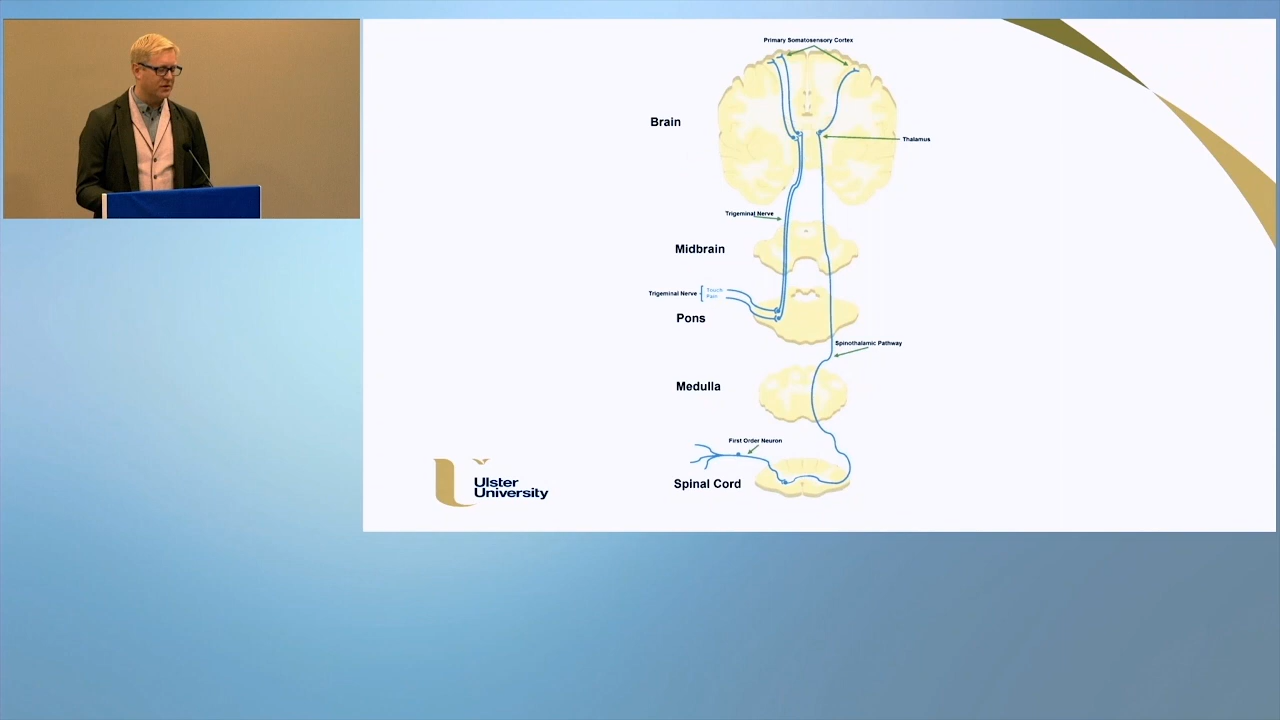 Primary Somatosensory Cortex
Brain
Thalamus
Trigeminal Nerve
Midbrain
Trigeminal Nerve
Touch
Pain
Pons
Spinothalamic Pathway
Medulla
First Order Neuron
Spinal Cord
Ulster
University